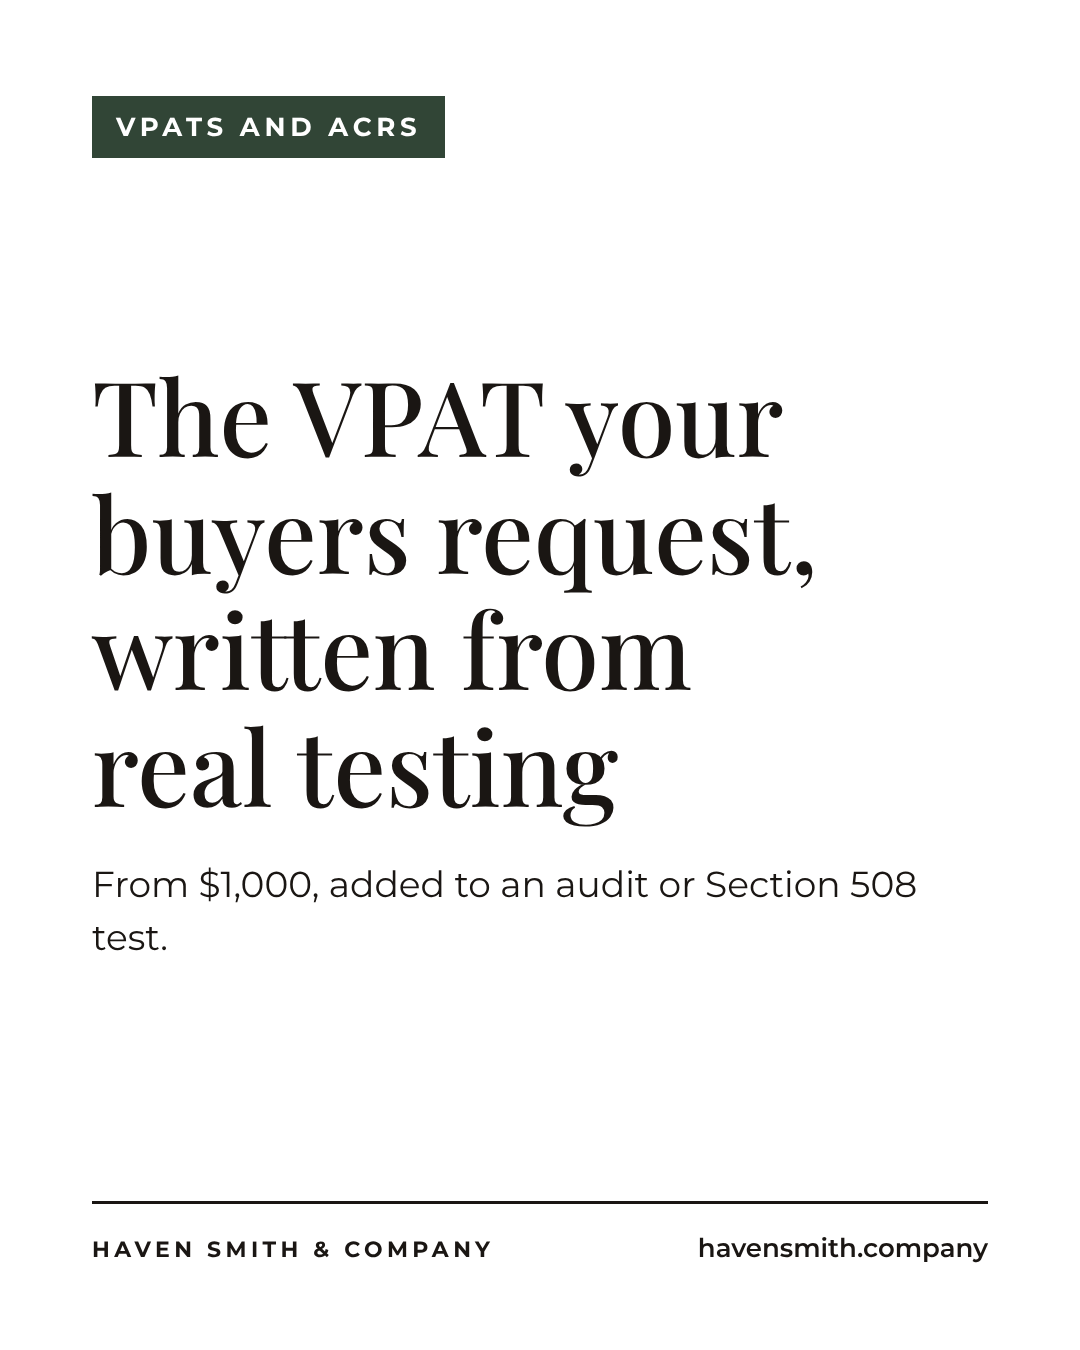 VPATS AND ACRS
The VPAT your
buyers request,
written from
real testing
From $1,000, added to an audit or Section 508
test.
HAVEN SMITH & COMPANY
havensmith.company